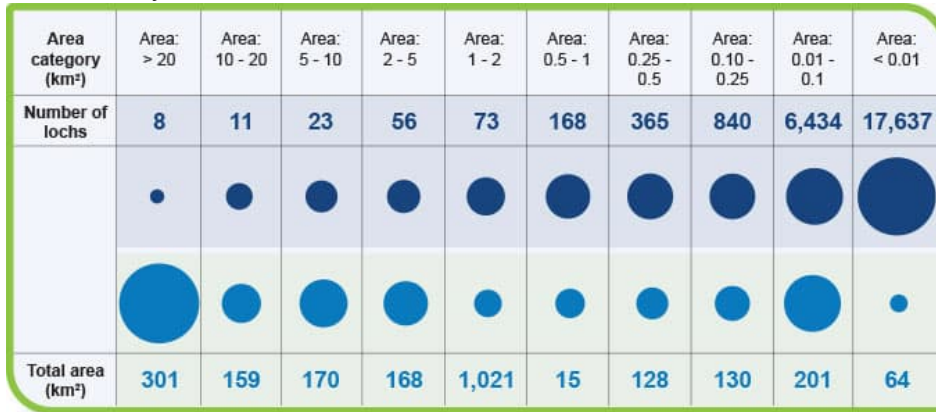 Area category (km²) Area: > 20 Area: 10 - 20 Area: 5 - 10 Area: 2 - 5 Area: 1 - 2 Area: 0.5 - 1 Area: 0.25 - 0.5 Area: 0.10 - 0.25 Area: 0.01 - 0.1 Area: < 0.01
Number of lochs 8 11 23 56 73 168 365 840 6,434 17,637
Total area (km²) 301 159 170 168 1,021 15 128 130 201 64